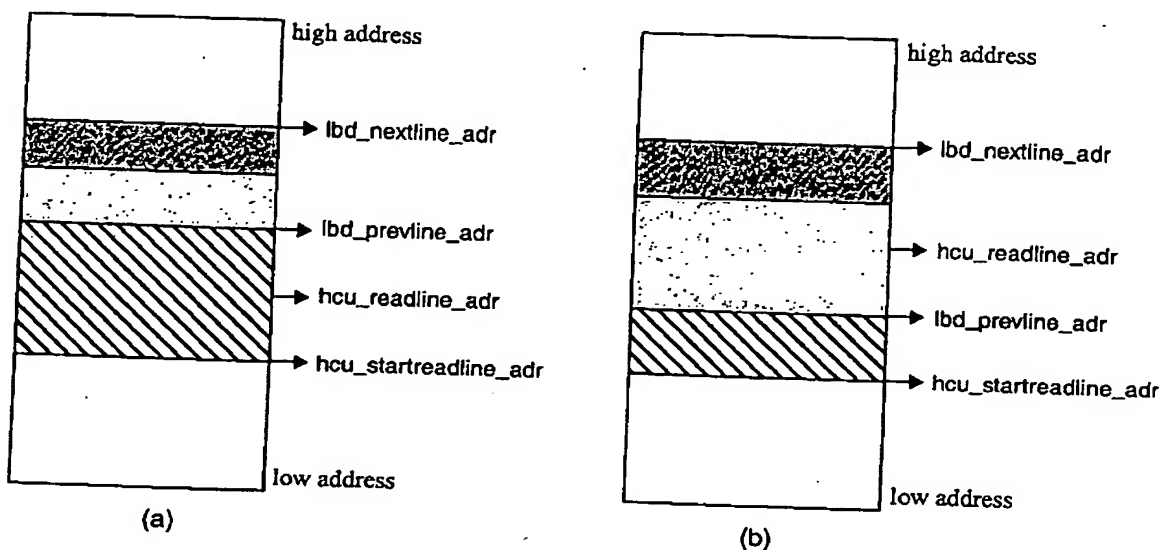 high address
lbd_nextline_adr
lbd_prevline_adr
hcu_readline_adr
hcu_startreadline_adr
low address
(a)
high address
lbd_nextline_adr
hcu_readline_adr
lbd_prevline_adr
hcu_startreadline_adr
low address
(b)